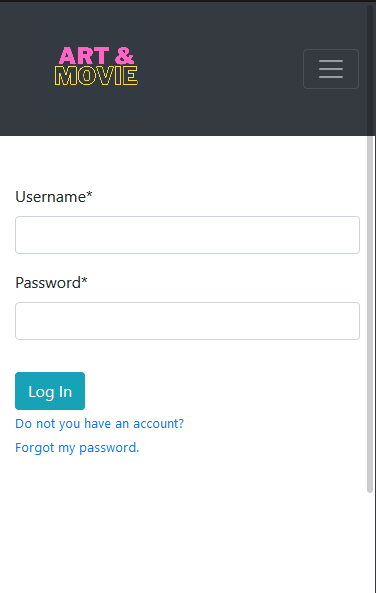 ART &
MOVIE
Username*
Password*
Log In
Do not you have an account?
Forgot my password.